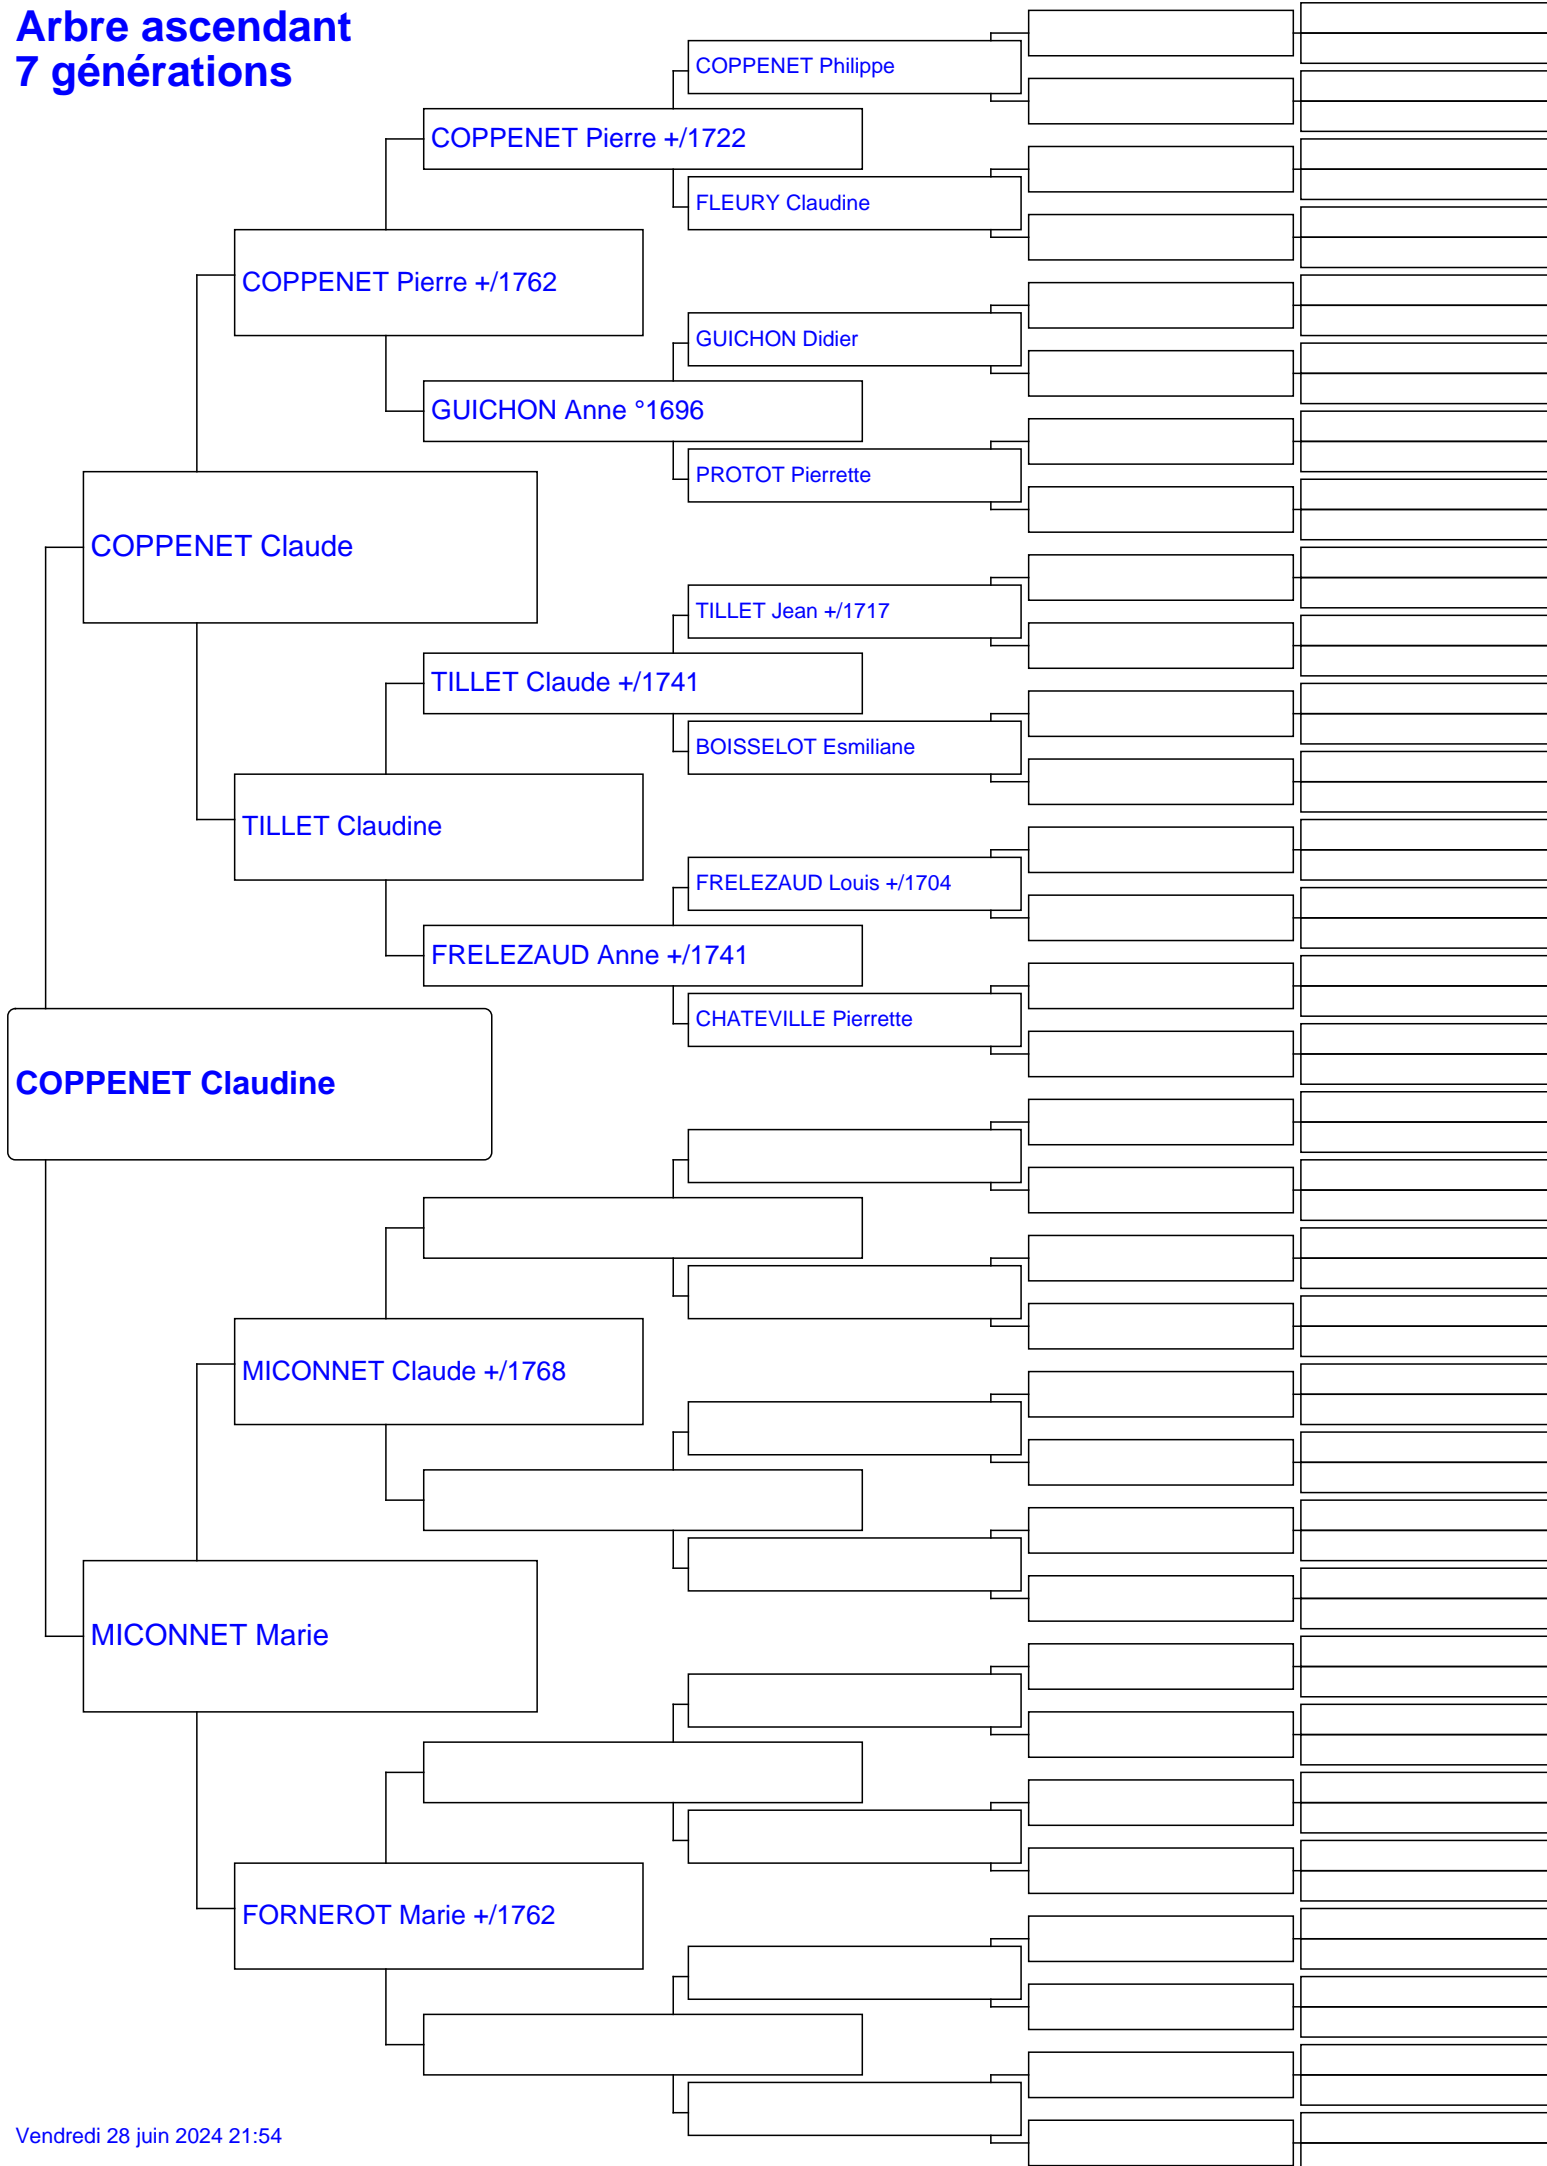 Arbre ascendant
7 générations
COPPENET Philippe
COPPENET Pierre +/1722
FLEURY Claudine
COPPENET Pierre +/1762
GUICHON Didier
GUICHON Anne °1696
PROTOT Pierrette
COPPENET Claude
TILLET Jean +/1717
TILLET Claude +/1741
BOISSELOT Esmiliane
TILLET Claudine
FRELEZAUD Louis +/1704
FRELEZAUD Anne +/1741
CHATEVILLE Pierrette
COPPENET Claudine
MICONNET Claude +/1768
MICONNET Marie
FORNEROT Marie +/1762
Vendredi 28 juin 2024 21:54